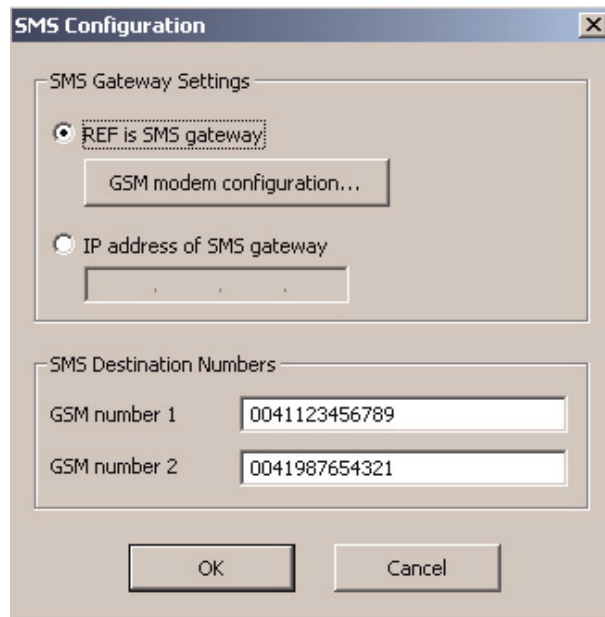 SMS Configuration
SMS Gateway Settings
REF is SMS gateway
GSM modem configuration...
IP address of SMS gateway
. . .
SMS Destination Numbers
GSM number 1 0041123456789
GSM number 2 0041987654321
OK Cancel